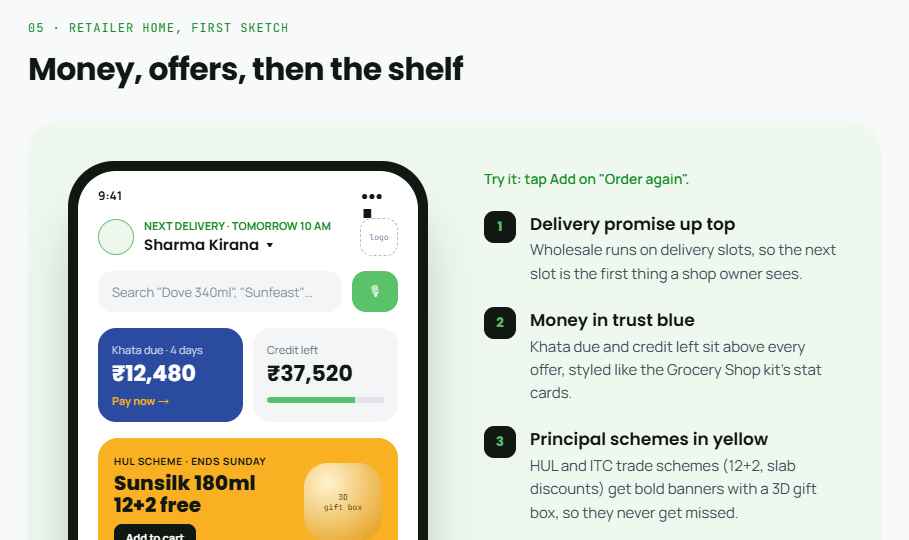 05 · RETAILER HOME, FIRST SKETCH
Money, offers, then the shelf
9:41
NEXT DELIVERY · TOMORROW 10 AM
Sharma Kirana
logo
Search "Dove 340ml", "Sunfeast"...
Khata due · 4 days
₹12,480
Pay now →
Credit left
₹37,520
HUL SCHEME · ENDS SUNDAY
Sunsilk 180ml
12+2 free
Add to cart
3D
gift box
Try it: tap Add on "Order again".
1
Delivery promise up top
Wholesale runs on delivery slots, so the next
slot is the first thing a shop owner sees.
2
Money in trust blue
Khata due and credit left sit above every
offer, styled like the Grocery Shop kit's stat
cards.
3
Principal schemes in yellow
HUL and ITC trade schemes (12+2, slab
discounts) get bold banners with a 3D gift
box, so they never get missed.